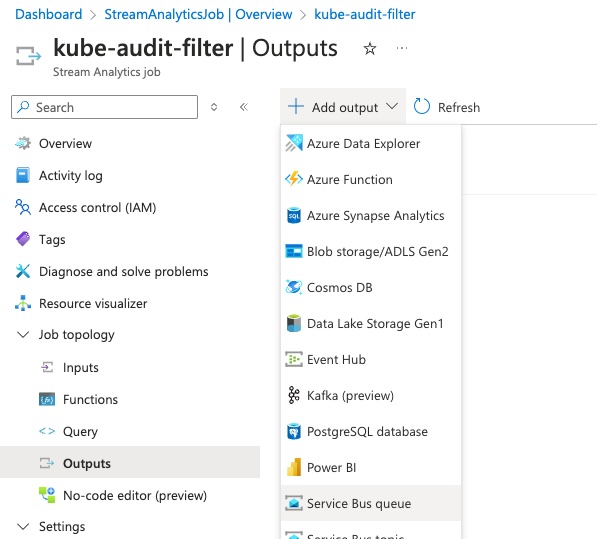 Dashboard > StreamAnalyticsJob | Overview > kube-audit-filter
kube-audit-filter | Outputs
Stream Analytics job
Search
Overview
Activity log
Access control (IAM)
Tags
Diagnose and solve problems
Resource visualizer
Job topology
Inputs
Functions
Query
Outputs
No-code editor (preview)
Settings
Add output
Refresh
Azure Data Explorer
Azure Function
Azure Synapse Analytics
Blob storage/ADLS Gen2
Cosmos DB
Data Lake Storage Gen1
Event Hub
Kafka (preview)
PostgreSQL database
Power BI
Service Bus queue
Service Bus topic